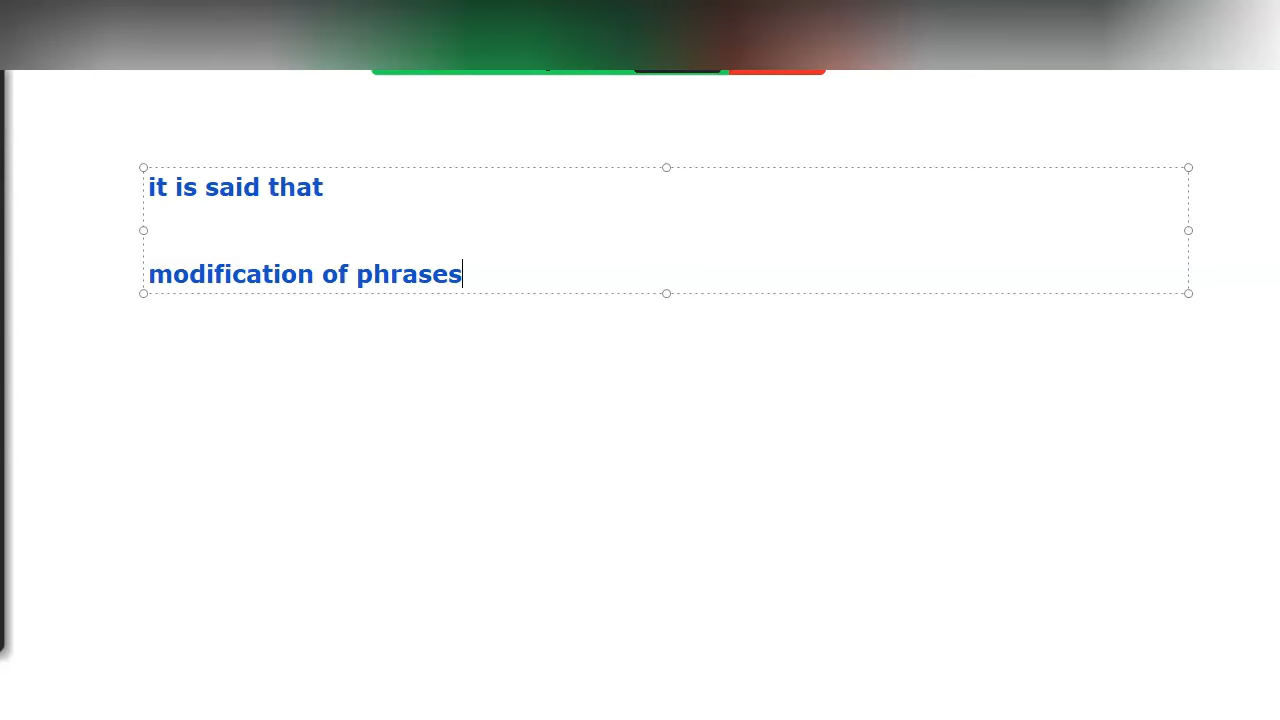 it is said that
modification of phrases